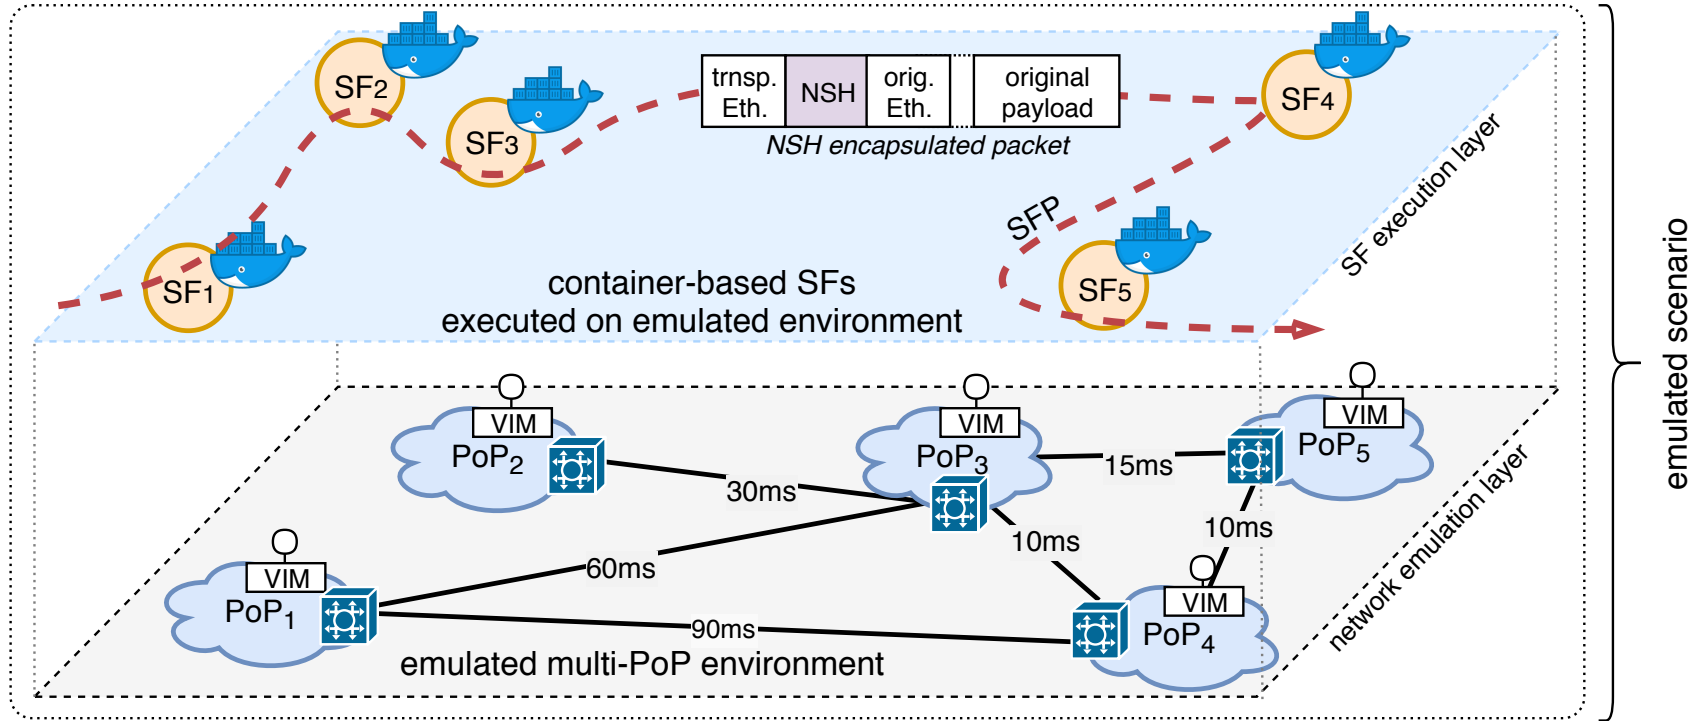 SF2
SF3
trnsp.
Eth.
NSH
orig.
Eth.
original
payload
NSH encapsulated packet
SF4
SF1
SFP
SF5
SF execution layer
container-based SFs
executed on emulated environment
emulated scenario
VIM
PoP2
VIM
PoP3
VIM
PoP5
15ms
30ms
10ms
10ms
60ms
VIM
PoP1
90ms
VIM
PoP4
emulated multi-PoP environment
network emulation layer